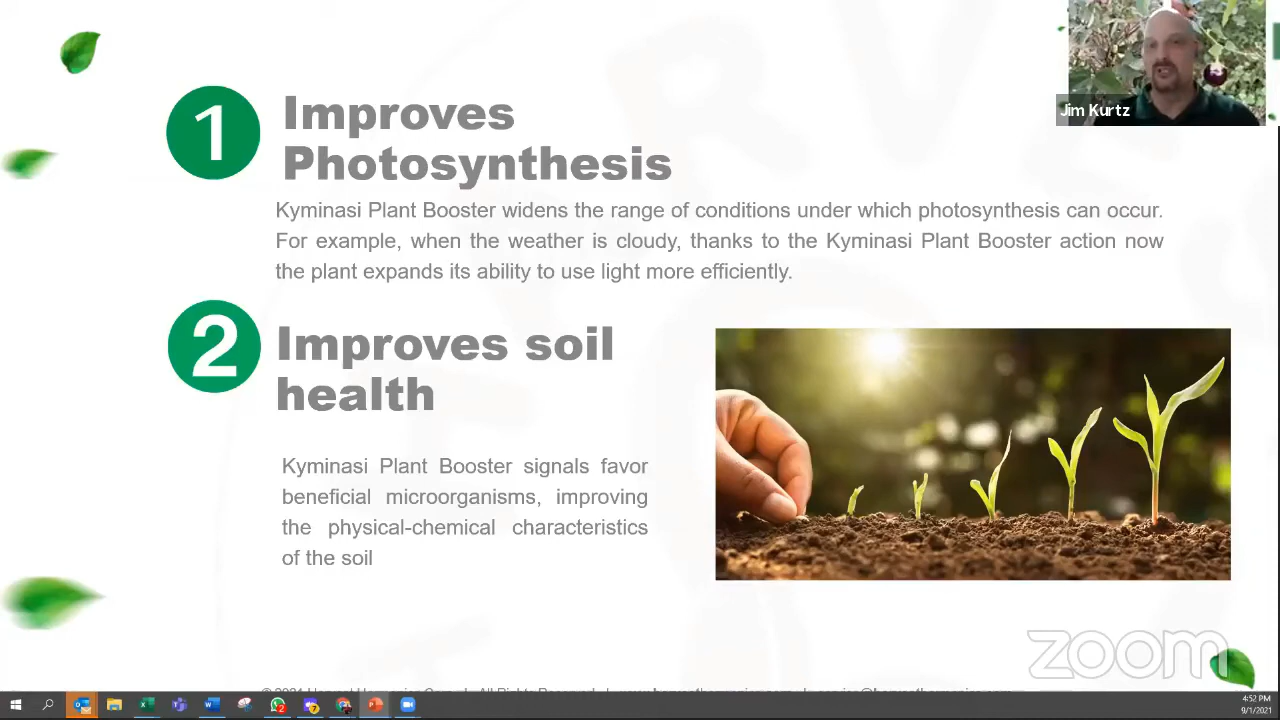 Jim Kurtz
1
Improves
Photosynthesis
Kyminasi Plant Booster widens the range of conditions under which photosynthesis can occur.
For example, when the weather is cloudy, thanks to the Kyminasi Plant Booster action now
the plant expands its ability to use light more efficiently.
2
Improves soil
health
Kyminasi Plant Booster signals favor
beneficial microorganisms, improving
the physical-chemical characteristics
of the soil
zoom
4:52 PM
9/1/2021